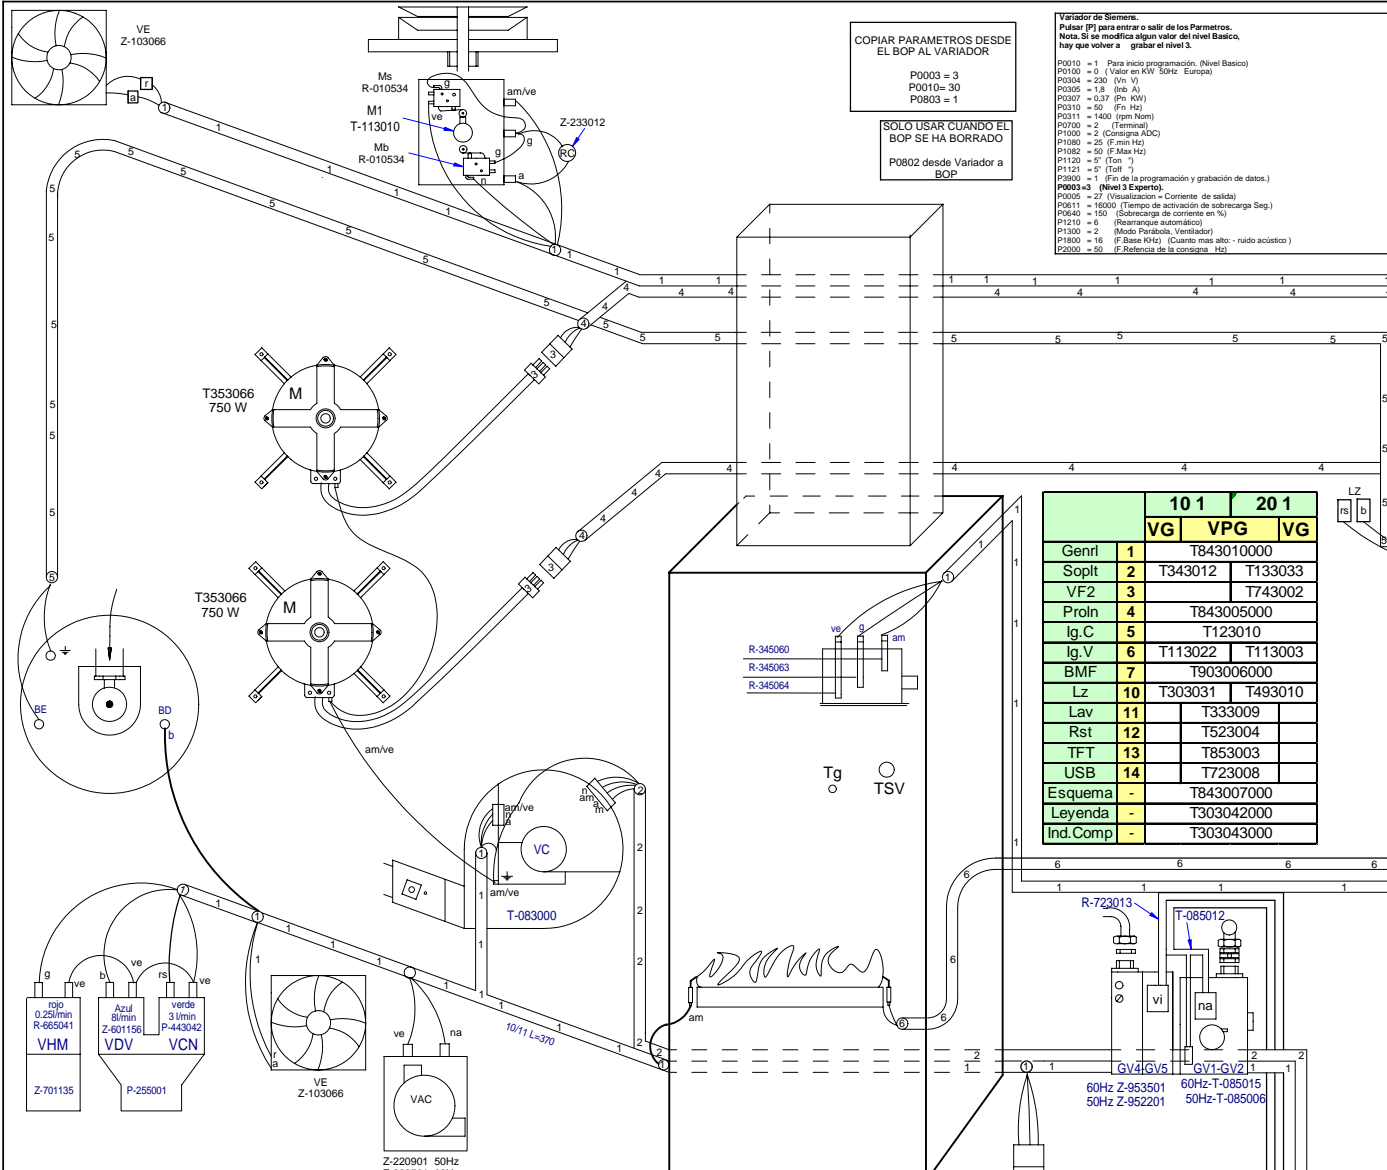 VE
Z-103066
r
a
Ms
R-010534
M1
T-113010
Mb
R-010534
g
ve
g
g
n
a
am/ve
Z-233012
RC
COPIAR PARAMETROS DESDE
EL BOP AL VARIADOR
P0003 = 3
P0010= 30
P0803 = 1
SOLO USAR CUANDO EL
BOP SE HA BORRADO
P0802 desde Variador a
BOP
Variador de Siemens.
Pulsar [P] para entrar o salir de los Parmetros.
Nota. Si se modifica algun valor del nivel Basico,
hay que volver a grabar el nivel 3.
P0010 = 1 Para inicio programación. (Nivel Basico)
P0100 = 0 ( Valor en KW 50Hz Europa)
P0304 = 230 (Vn V)
P0305 = 1,8 (Inb A)
P0307 = 0,37 (Pn KW)
P0310 = 50 (Fn Hz)
P0311 = 1400 (rpm Nom)
P0700 = 2 (Terminal)
P1000 = 2 (Consigna ADC)
P1080 = 25 (F.min Hz)
P1082 = 50 (F.Max Hz)
P1120 = 5" (Ton ")
P1121 = 5" (Toff ")
P3900 = 1 (Fin de la programación y grabación de datos.)
P0003=3 (Nivel 3 Experto).
P0005 = 27 (Visualizacion = Corriente de salida)
P0611 = 16000 (Tiempo de activación de sobrecarga Seg.)
P0640 = 150 (Sobrecarga de corriente en %)
P1210 = 6 (Rearranque automático)
P1300 = 2 (Modo Parábola, Ventilador)
P1800 = 16 (F.Base KHz) (Cuanto mas alto: - ruido acústico )
P2000 = 50 (F.Refencia de la consigna Hz)
T353066
750 W
M
3
3
4
T353066
750 W
M
3
3
4
LZ
rs b
10 1 20 1
VG VPG VG
Genrl 1 T843010000
Soplt 2 T343012 T133033
VF2 3 T743002
ProIn 4 T843005000
Ig.C 5 T123010
Ig.V 6 T113022 T113003
BMF 7 T903006000
Lz 10 T303031 T493010
Lav 11 T333009
Rst 12 T523004
TFT 13 T853003
USB 14 T723008
Esquema - T843007000
Leyenda - T303042000
Ind.Comp - T303043000
ve
g
am
R-345060
R-345063
R-345064
BE
BD
b
am/ve
Tg
TSV
am/ve
n
a
VC
am/ve
T-083000
n
am
a
m
R-723013
T-085012
vi
na
GV4-GV5
60Hz Z-953501
50Hz Z-952201
GV1-GV2
60Hz-T-085015
50Hz-T-085006
g
ve
b
ve
rs
ve
rojo
0.25l/min
R-665041
VHM
Z-701135
Azul
8l/min
Z-601156
VDV
verde
3 l/min
P-443042
VCN
P-255001
r
a
VE
Z-103066
ve
na
VAC
Z-220901 50Hz
10/11 L=370
am